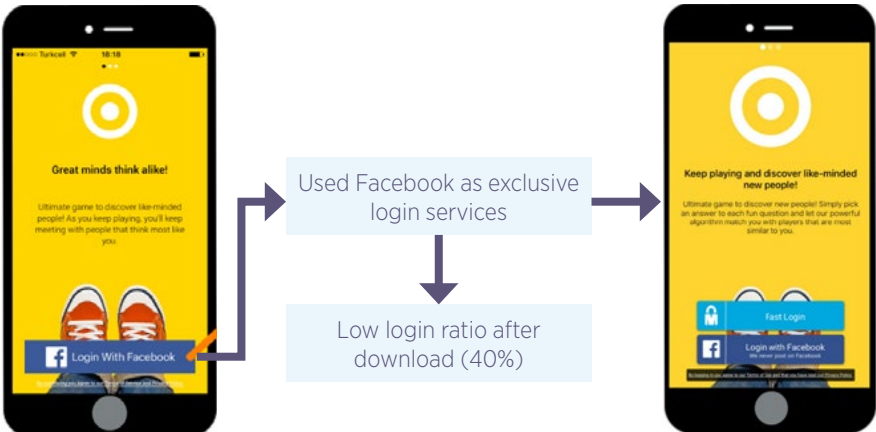 Turkcell
18:18
Great minds think alike!
Ultimate game to discover like-minded
people! As you keep playing, you'll keep
meeting with people that think most like
you
Login With Facebook
Used Facebook as exclusive
login services
Low login ratio after
download (40%)
Keep playing and discover like-minded
new people!
Ultimate game to discover new people! Simply pick
an answer to each fun question and let our powerful
algorithm match you with players that are most
similar to you.
Fast Login
Login with Facebook
We never post on Facebook